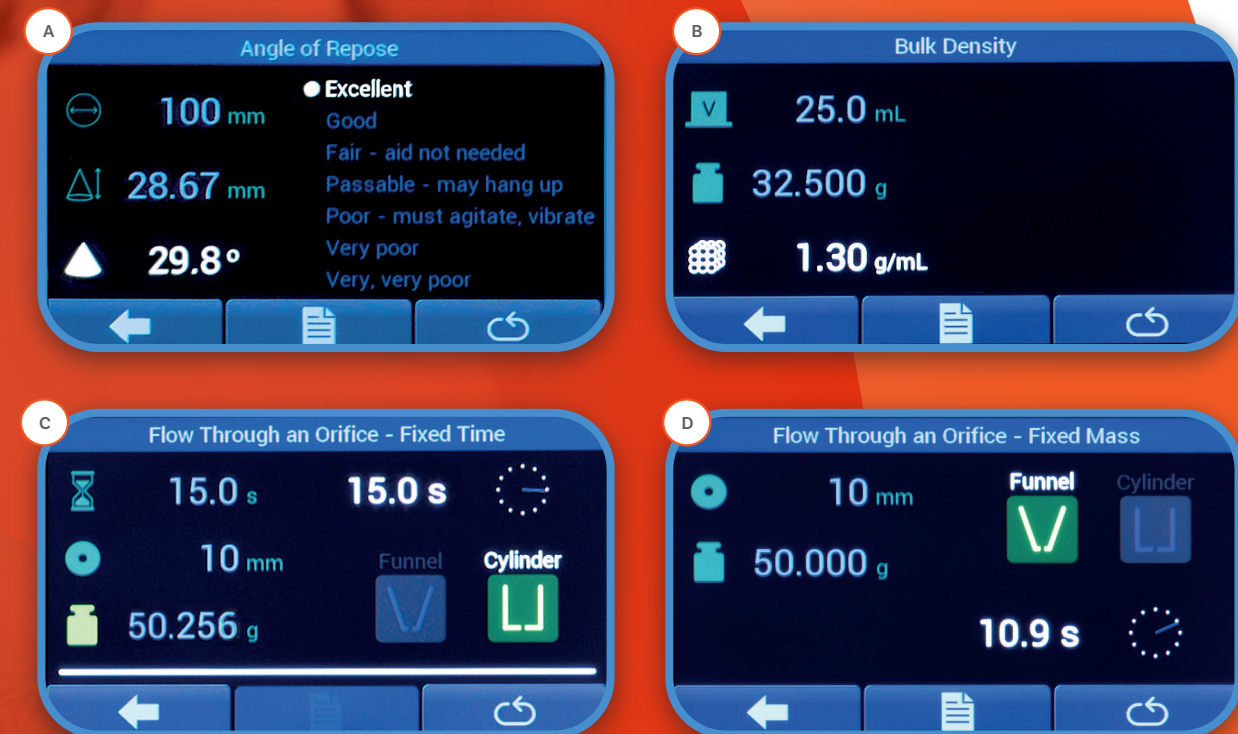 A
Angle of Repose
100 mm
28.67 mm
29.8°
Excellent
Good
Fair - aid not needed
Passable - may hang up
Poor - must agitate, vibrate
Very poor
Very, very poor
B
Bulk Density
V
25.0 mL
32.500 g
1.30 g/mL
C
Flow Through an Orifice - Fixed Time
15.0 s
15.0 s
10 mm
Funnel
Cylinder
50.256 g
D
Flow Through an Orifice - Fixed Mass
10 mm
Funnel
Cylinder
50.000 g
10.9 s